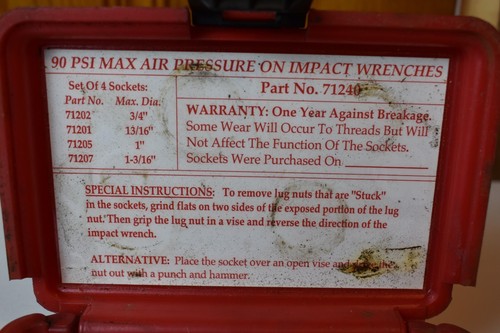 90 PSI MAX AIR PRESSURE ON IMPACT WRENCHES
Set Of 4 Sockets:
Part No. Max. Dia.
71202 3/4"
71201 13/16"
71205 1"
71207 1-3/16"
Part No. 71240
WARRANTY: One Year Against Breakage.
Some Wear Will Occur To Threads But Will
Not Affect The Function Of The Sockets.
Sockets Were Purchased On
SPECIAL INSTRUCTIONS: To remove lug nuts that are "Stuck"
in the sockets, grind flats on two sides of the exposed portion of the lug
nut. Then grip the lug nut in a vise and reverse the direction of the
impact wrench.
ALTERNATIVE: Place the socket over an open vise and drive the
nut out with a punch and hammer.